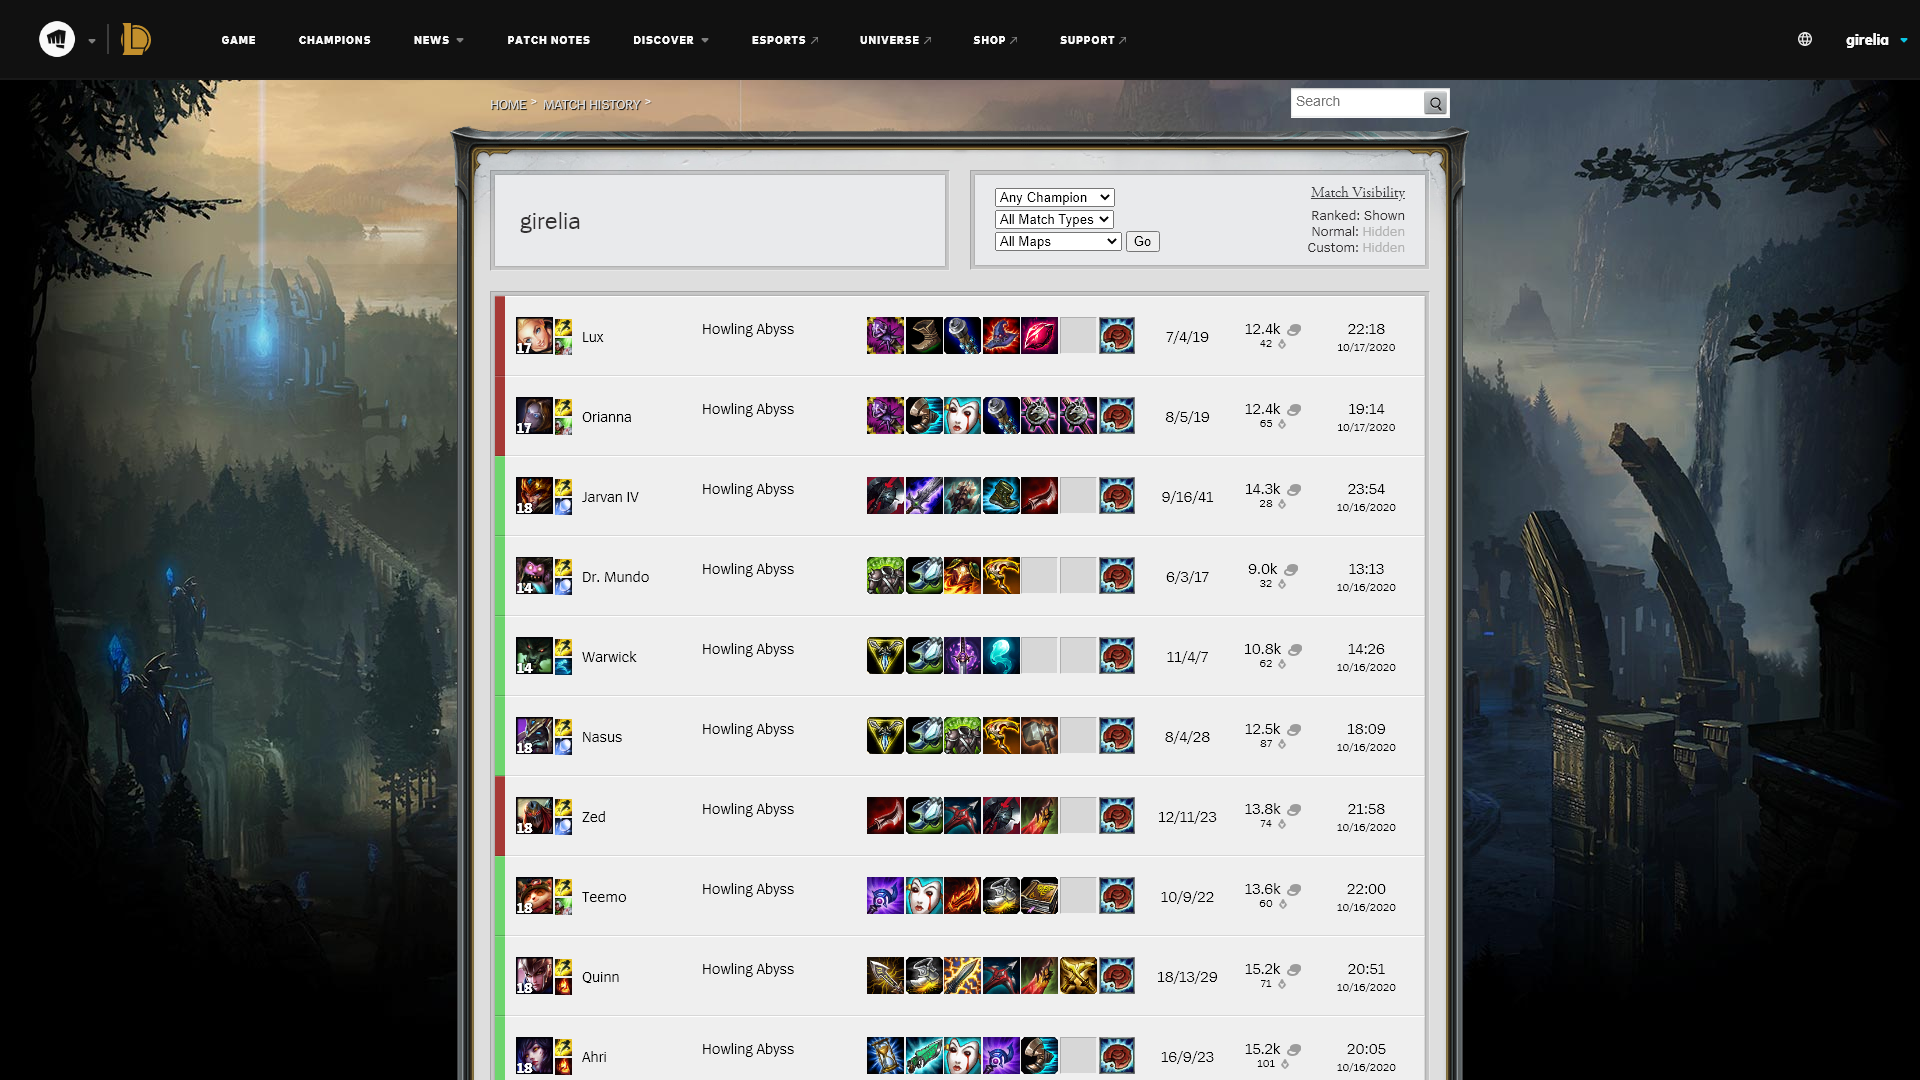 GAME CHAMPIONS NEWS PATCH NOTES DISCOVER ESPORTS UNIVERSE SHOP SUPPORT girelia
HOME > MATCH HISTORY > Search
girelia
Any Champion
All Match Types
All Maps Go
Match Visibility
Ranked: Shown
Normal: Hidden
Custom: Hidden
17 Lux Howling Abyss 7/4/19 12.4k 22:18
42 10/17/2020
17 Orianna Howling Abyss 8/5/19 12.4k 19:14
65 10/17/2020
18 Jarvan IV Howling Abyss 9/16/41 14.3k 23:54
28 10/16/2020
14 Dr. Mundo Howling Abyss 6/3/17 9.0k 13:13
32 10/16/2020
14 Warwick Howling Abyss 11/4/7 10.8k 14:26
62 10/16/2020
18 Nasus Howling Abyss 8/4/28 12.5k 18:09
87 10/16/2020
18 Zed Howling Abyss 12/11/23 13.8k 21:58
74 10/16/2020
18 Teemo Howling Abyss 10/9/22 13.6k 22:00
60 10/16/2020
18 Quinn Howling Abyss 18/13/29 15.2k 20:51
71 10/16/2020
18 Ahri Howling Abyss 16/9/23 15.2k 20:05
101 10/16/2020